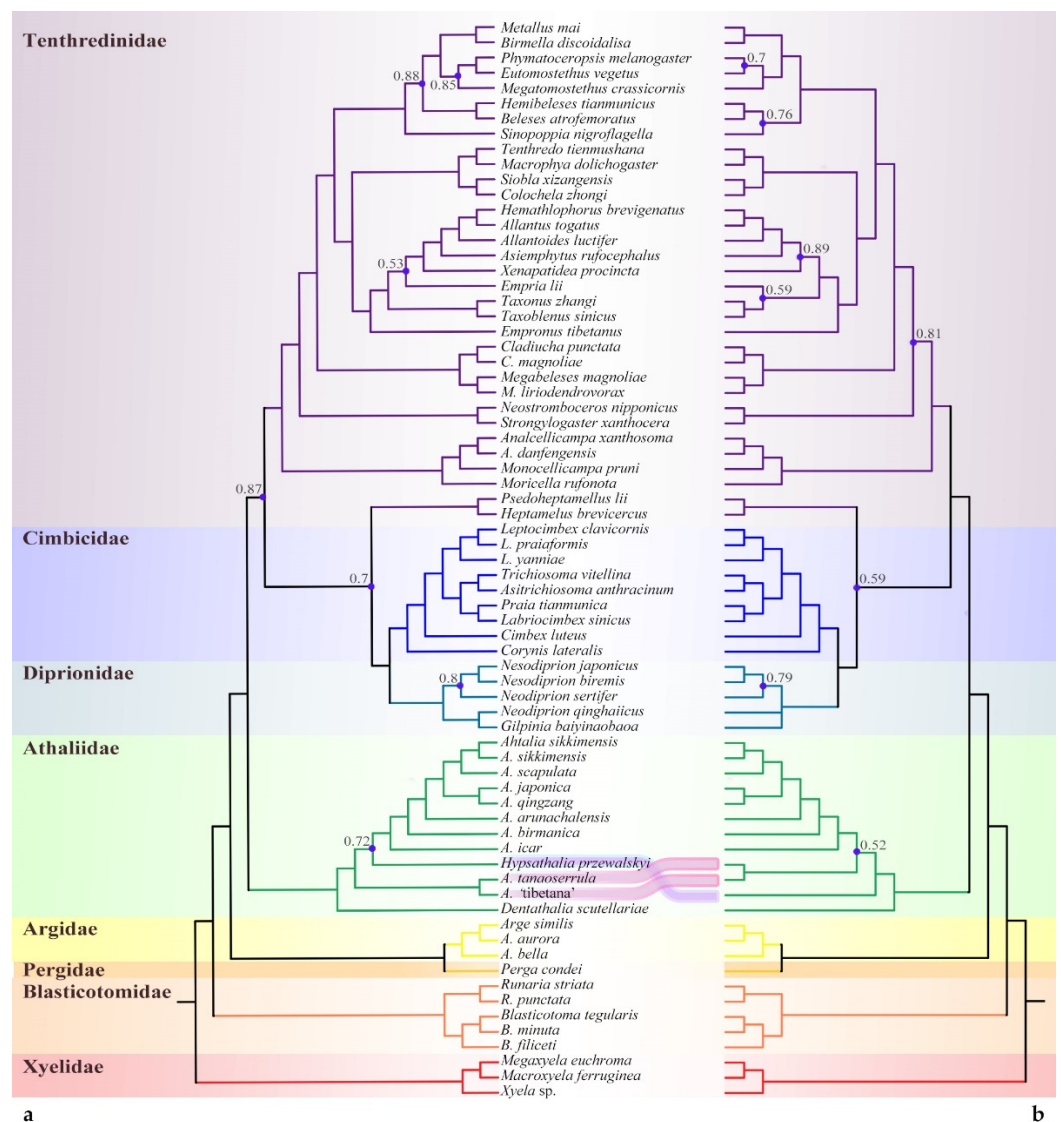 Tenthredinidae
Metallus mai
Birmella discoidalisa
Phymatoceropsis melanogaster
0.7
0.88
Eutomostethus vegetus
0.85
Megatomostethus crassicornis
Hemibeleses tianmunicus
Beleses atrofemoratus
0.76
Sinopoppia nigroflagella
Tenthredo tienmushana
Macrophya dolichogaster
Siobla xizangensis
Colochela zhongi
Hemathlophorus brevigenatus
Allantus togatus
Allantoides luctifer
0.89
Asiemphytus rufocephalus
0.53
Xenapatidea procincta
Empria lii
0.59
Taxonus zhangi
Taxoblenus sinicus
Empronus tibetanus
0.81
Cladiucha punctata
C. magnoliae
Megabeleses magnoliae
M. liriodendrovorax
Neostromboceros nipponicus
Strongylogaster xanthocera
Analcellicampa xanthosoma
A. danfengensis
Monocellicampa pruni
Moricella rufonota
0.87
Psedoheptamellus lii
Heptamelus brevicercus
Cimbicidae
Leptocimbex clavicornis
L. praiaformis
L. yanniae
Trichiosoma vitellina
0.7
0.59
Asitrichiosoma anthracinum
Praia tianmunica
Labriocimbex sinicus
Cimbex luteus
Corynis lateralis
Diprionidae
Nesodiprion japonicus
0.8
0.79
Nesodiprion biremis
Neodiprion sertifer
Neodiprion qinghaiicus
Gilpinia baiyinaobaoa
Athaliidae
Ahtalia sikkimensis
A. sikkimensis
A. scapulata
A. japonica
A. qingzang
A. arunachalensis
A. birmanica
0.72
0.52
A. icar
Hypsathalia przewalskyi
A. tanaoserrula
A. ‘tibetana’
Dentathalia scutellariae
Argidae
Arge similis
A. aurora
A. bella
Pergidae
Perga condei
Blasticotomidae
Runaria striata
R. punctata
Blasticotoma tegularis
B. minuta
B. filiceti
Xyelidae
Megaxyela euchroma
Macroxyela ferruginea
Xyela sp.
a
b